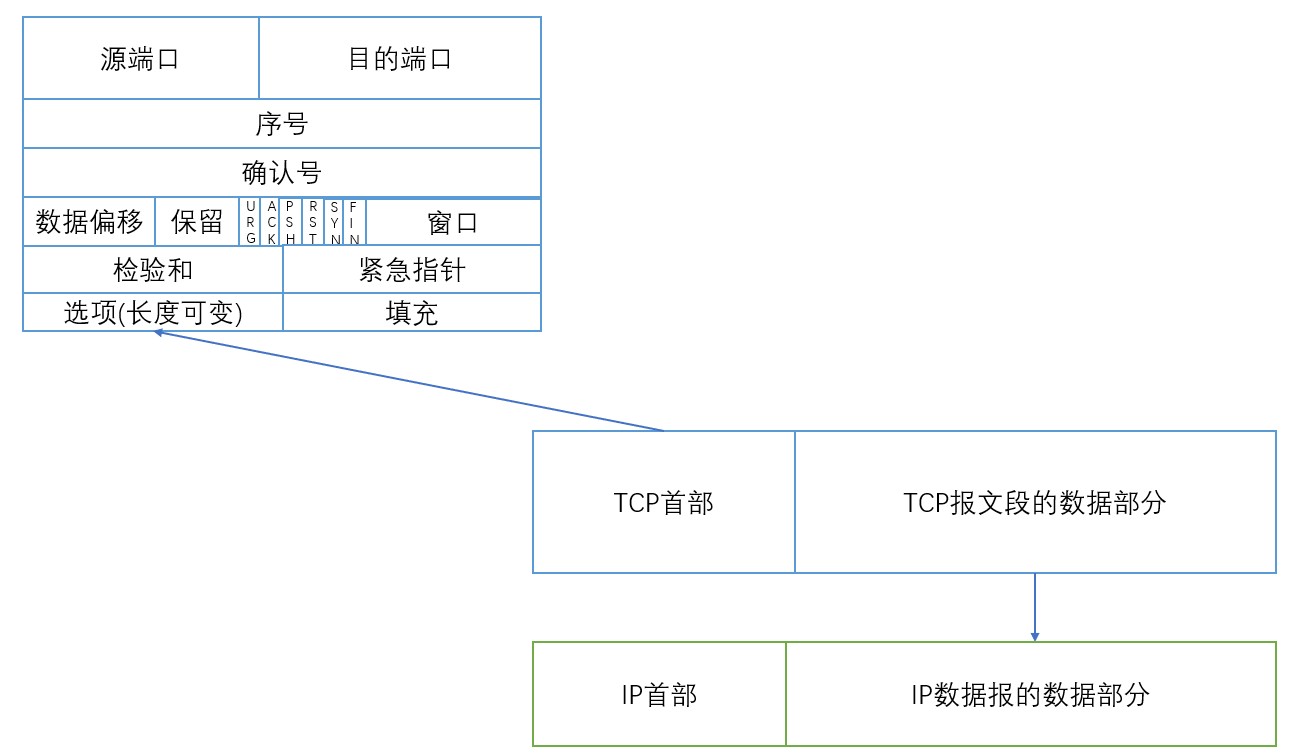 源端口
目的端口
序号
确认号
数据偏移
保留
URG
ACK
PSH
RST
SYN
FIN
窗口
检验和
紧急指针
选项(长度可变)
填充
TCP首部
TCP报文段的数据部分
IP首部
IP数据报的数据部分